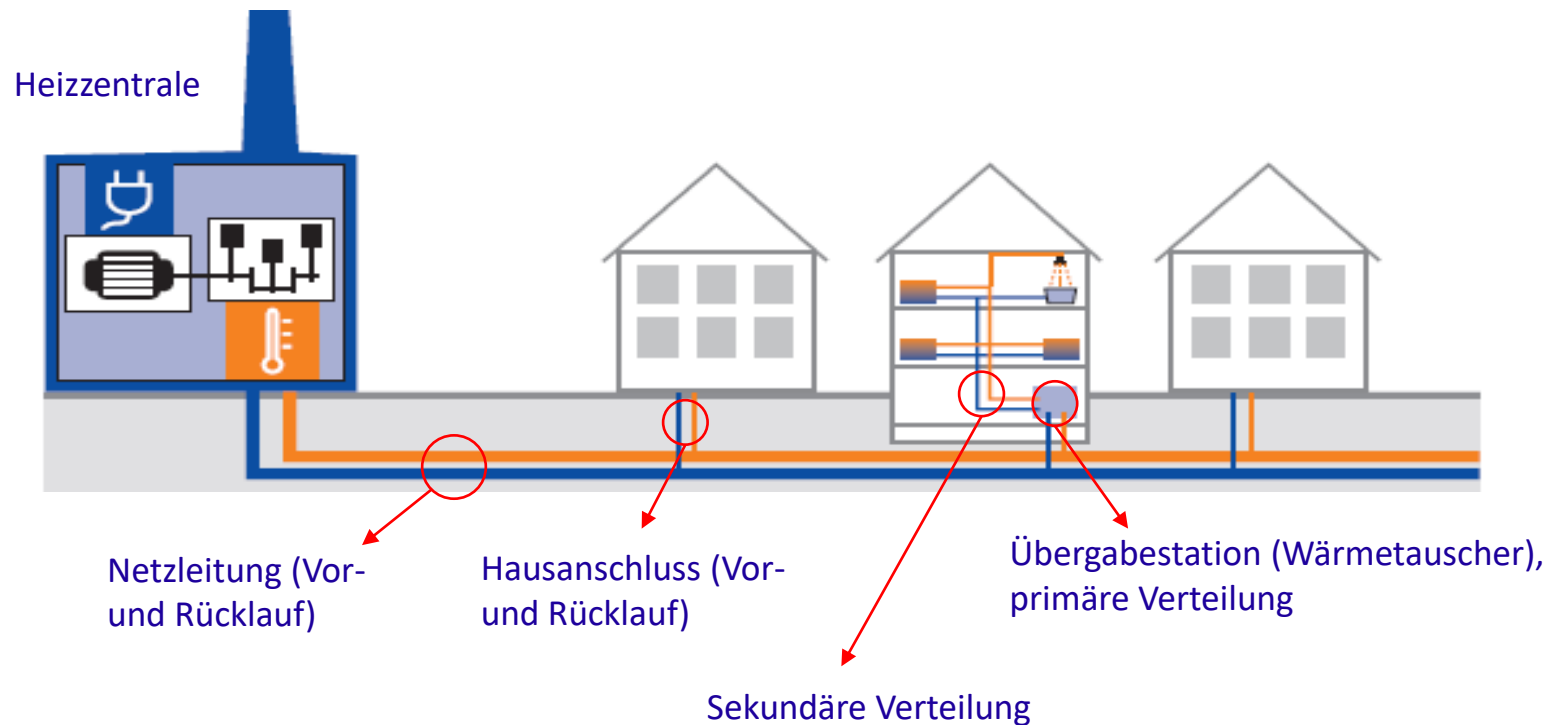 Heizzentrale
Netzleitung (Vor-
und Rücklauf)
Hausanschluss (Vor-
und Rücklauf)
Übergabestation (Wärmetauscher),
primäre Verteilung
Sekundäre Verteilung